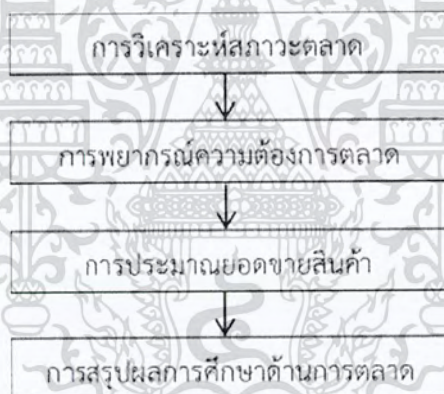 การวิเคราะห์สภาวะตลาด
การพยากรณ์ความต้องการตลาด
การประมาณยอดขายสินค้า
การสรุปผลการศึกษาด้านการตลาด